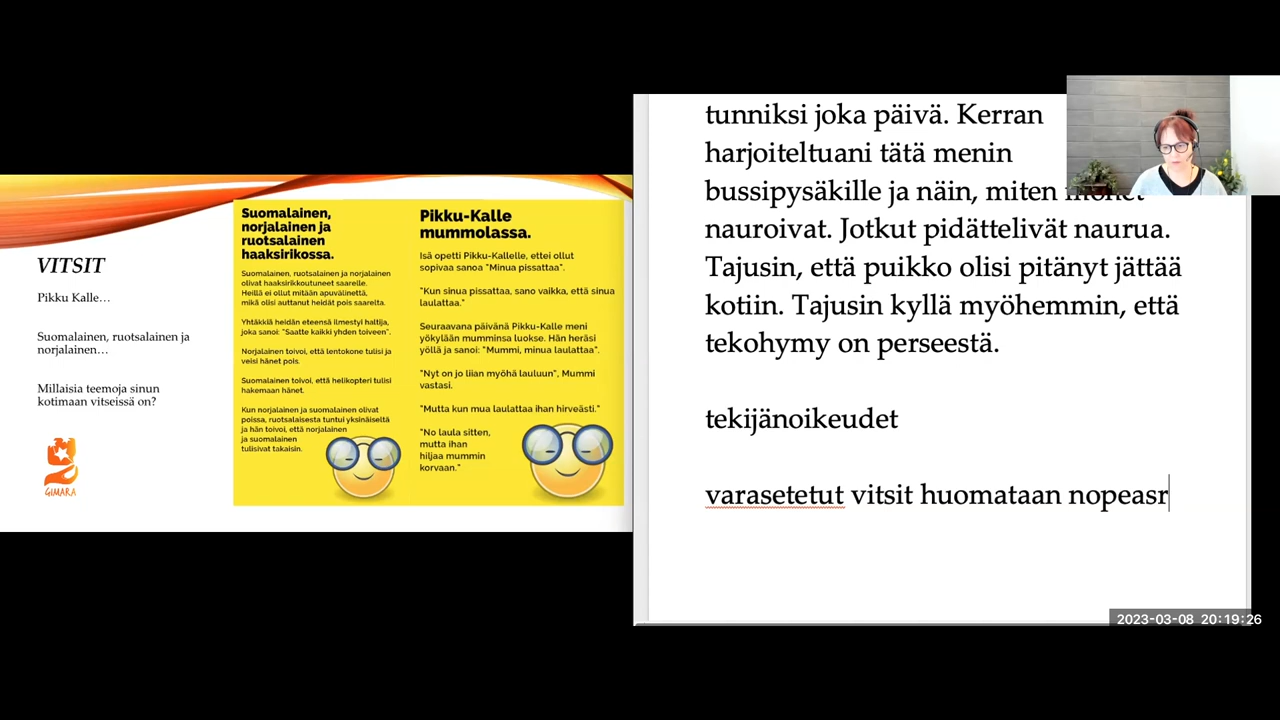 VITSIT
Pikku Kalle…
Suomalainen, ruotsalainen ja
norjalainen…
Millaisia teemoja sinun
kotimaan vitseissä on?
GIMARA
Suomalainen,
norjalainen ja
ruotsalainen
haaksirikossa.
Suomalainen, ruotsalainen ja norjalainen
olivat haaksirikkoutuneet saarelle.
Heillä ei ollut mitään apuvälinettä,
mikä olisi auttanut heidät pois saarelta.
Yhtäkkiä heidän eteensä ilmestyi haltija,
joka sanoi: "Saatte kaikki yhden toiveen".
Norjalainen toivoi, että lentokone tulisi ja
veisi hänet pois.
Suomalainen toivoi, että helikopteri tulisi
hakemaan hänet.
Kun norjalainen ja suomalainen olivat
poissa, ruotsalaisesta tuntui yksinäiseltä
ja hän toivoi, että norjalainen
ja suomalainen
tulisivat takaisin.
Pikku-Kalle
mummolassa.
Isä opetti Pikku-Kallelle, ettei ollut
sopivaa sanoa "Minua pissattaa".
"Kun sinua pissattaa, sano vaikka, että sinua
laulattaa."
Seuraavana päivänä Pikku-Kalle meni
yökylään mumminsa luokse. Hän heräsi
yöllä ja sanoi: "Mummi, minua laulattaa".
"Nyt on jo liian myöhä lauluun", Mummi
vastasi.
"Mutta kun mua laulattaa ihan hirveästi."
"No laula sitten,
mutta ihan
hiljaa mummin
korvaan."
tunniksi joka päivä. Kerran
harjoiteltuani tätä menin
bussipysäkille ja näin, miten monet
nauroivat. Jotkut pidättelivät naurua.
Tajusin, että puikko olisi pitänyt jättää
kotiin. Tajusin kyllä myöhemmin, että
tekohymy on perseestä.
tekijänoikeudet
varasetetut vitsit huomataan nopeasr
2023-03-08 20:19:26